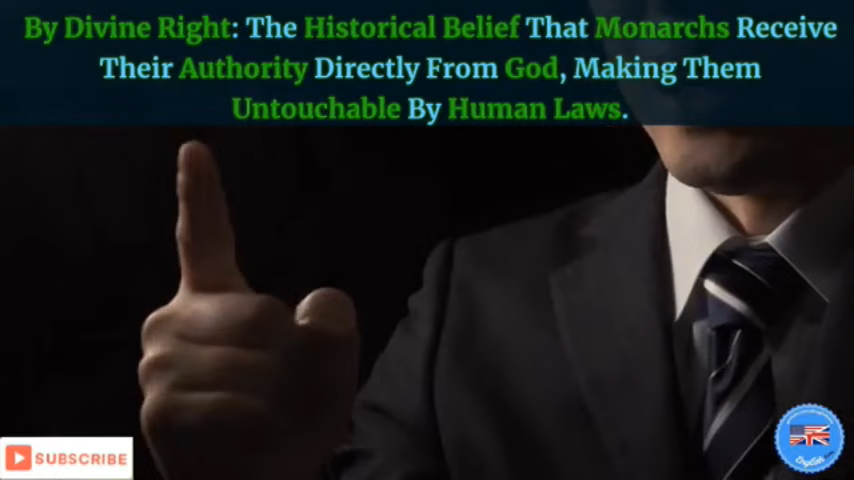 By Divine Right: The Historical Belief That Monarchs Receive
Their Authority Directly From God, Making Them
Untouchable By Human Laws.
SUBSCRIBE